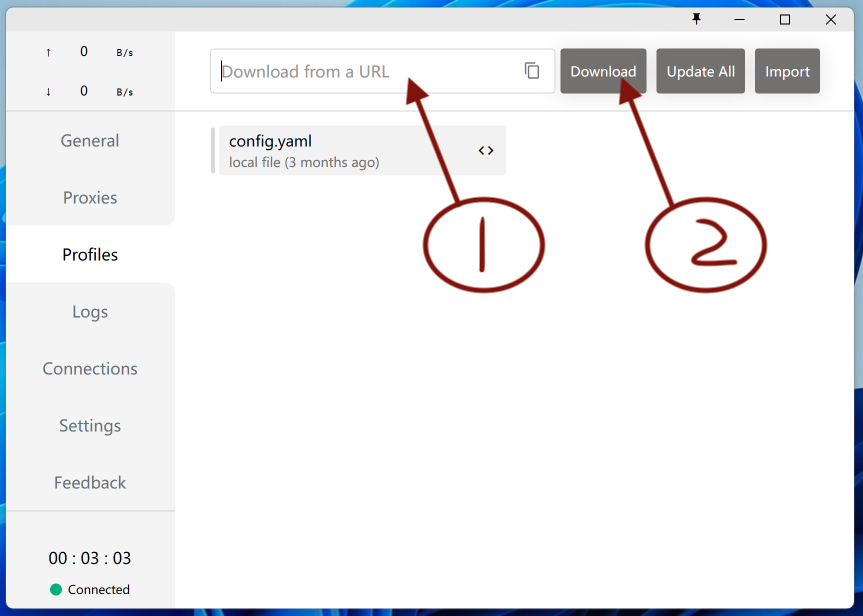 ↑ 0 B/s
↓ 0 B/s
Download from a URL
Download
Update All
Import
General
Proxies
Profiles
Logs
Connections
Settings
Feedback
config.yaml
local file (3 months ago)
1
2
00 : 03 : 03
Connected